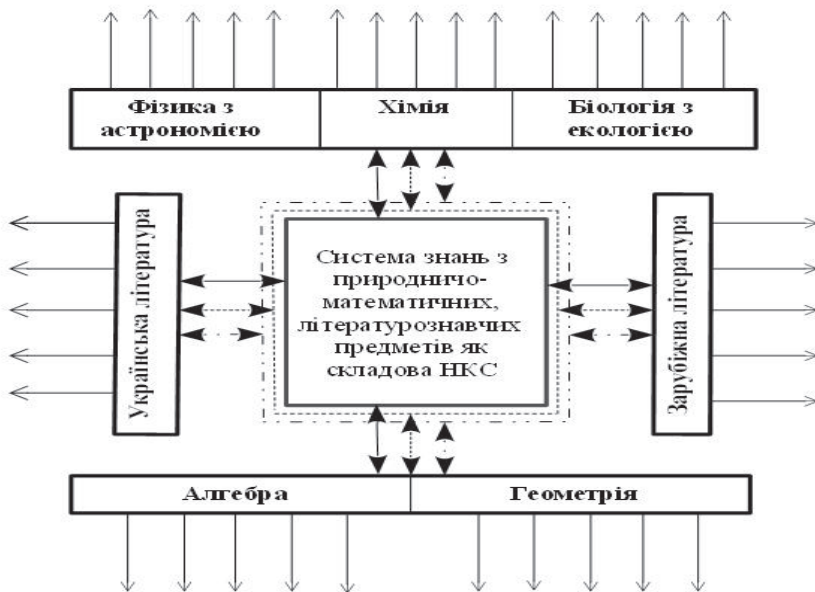 Фізика з
астрономією
Хімія
Біологія з
екологією
Українська література
Система знань з
природничо-
математичних,
літературознавчих
предметів як
складова НКС
Зарубіжна література
Алгебра
Геометрія